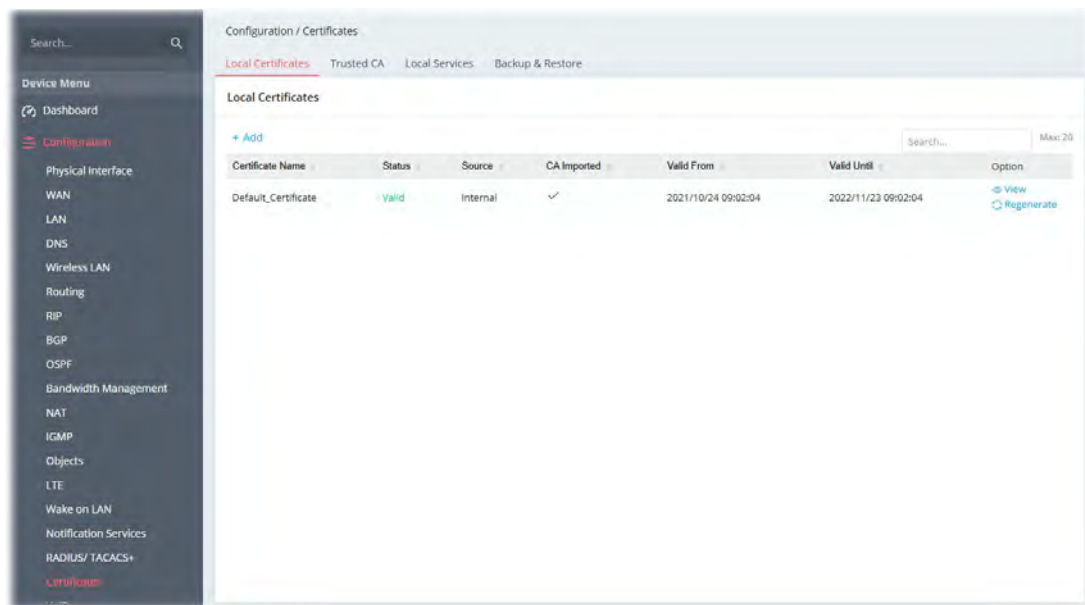 Search...
Device Menu
Dashboard
Configuration
Physical Interface
WAN
LAN
DNS
Wireless LAN
Routing
RIP
BGP
OSPF
Bandwidth Management
NAT
IGMP
Objects
LTE
Wake on LAN
Notification Services
RADIUS/ TACACS+
Certificates
Configuration / Certificates
Local Certificates Trusted CA Local Services Backup & Restore
Local Certificates
+ Add Search... Max: 20
Certificate Name Status Source CA Imported Valid From Valid Until Option
Default_Certificate Valid Internal ✓ 2021/10/24 09:02:04 2022/11/23 09:02:04 View
Regenerate